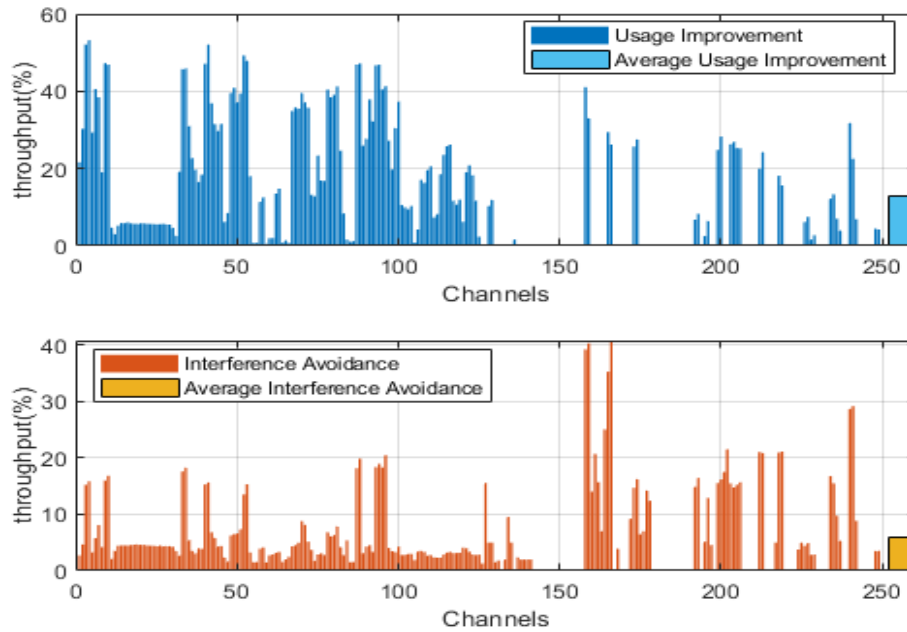 60
40
20
0
throughput(%)
Usage Improvement
Average Usage Improvement
0 50 100 150 200 250
Channels
40
30
20
10
0
throughput(%)
Interference Avoidance
Average Interference Avoidance
0 50 100 150 200 250
Channels